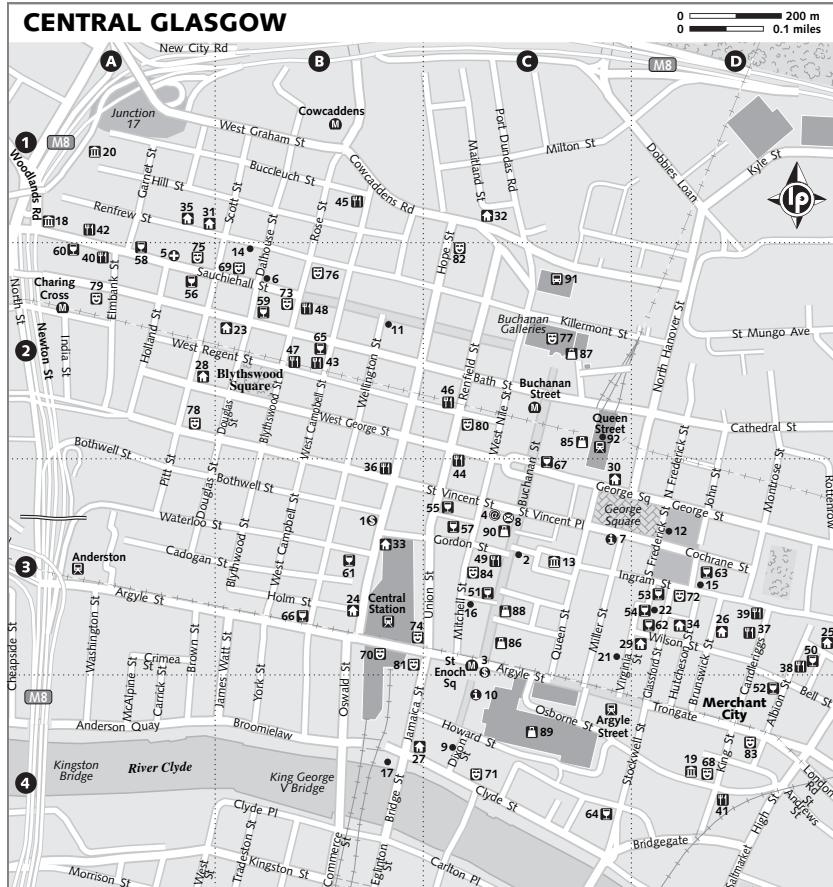 CENTRAL GLASGOW
0 200 m
0 0.1 miles
A
B
C
D
New City Rd
M8
Junction
17
Cowcaddens
M
West Graham St
Port Dundas Rd
Maitland St
Milton St
Dobbies Loan
Kyle St
lp
1
M8
Woodlands Rd
20
Garnet St
Buccleuch St
Hill St
Scott St
Cowcaddens Rd
45
Rose St
Renfrew St
35
31
18
42
32
Dalhousie St
Hope St
82
60
40
58
5
75
14
69
6
76
91
Elmbank St
Sauchiehall St
79
56
59
73
48
Charing
Cross
M
North St
Newton St
India St
Holland St
23
11
Buchanan
Galleries
Killermont St
77
87
North Hanover St
St Mungo Ave
2
West Regent St
65
47
43
28
Blythswood
Square
Wellington St
Renfield St
Bath St
46
Buchanan
Street
M
78
Douglas
St
Blythswood St
West Campbell St
West George St
West Nile St
80
Queen
Street
85
92
Cathedral St
Bothwell St
Pitt St
Douglas St
Bothwell St
36
44
67
30
Buchanan St
George Sq
N Frederick St
John St
Montrose St
Rottenrow
Waterloo St
Blythswood St
West Campbell St
St Vincent St
55
4
@
8
St Vincent Pl
George
Square
George St
1
$
57
90
Gordon St
i
7
S Frederick St
12
Cadogan St
33
61
49
2
13
Cochrane St
Anderston
3
84
Ingram St
63
15
Argyle St
Holm St
24
Central
Station
Union St
Mitchell St
51
16
88
53
72
54
22
39
66
74
Queen St
Miller St
62
34
26
37
25
29
Wilson St
50
Cheapside St
Washington St
McAlpine St
Crimea
St
Carrick St
Brown St
James Watt St
York St
Oswald St
70
81
86
St
Enoch
Sq
M
3
$
Argyle St
21
Virginia St
Glassford St
Hutcheson St
Brunswick St
Candleriggs
38
52
Albion St
Bell St
M8
i
10
Jamaica St
Osborne St
Argyle
Street
Trongate
Merchant
City
Anderson Quay
Broomielaw
Howard St
89
Stockwell St
King St
83
19
68
London Rd
Kingston
Bridge
River Clyde
King George
V Bridge
27
9
Dixon St
71
4
17
Bridge St
Clyde St
64
41
St Andrews St
Clyde Pl
Bridgegate
High St
Saltmarket
Morrison St
West St
Tradeston St
Kingston St
Commerce St
Eglinton St
Carlton Pl